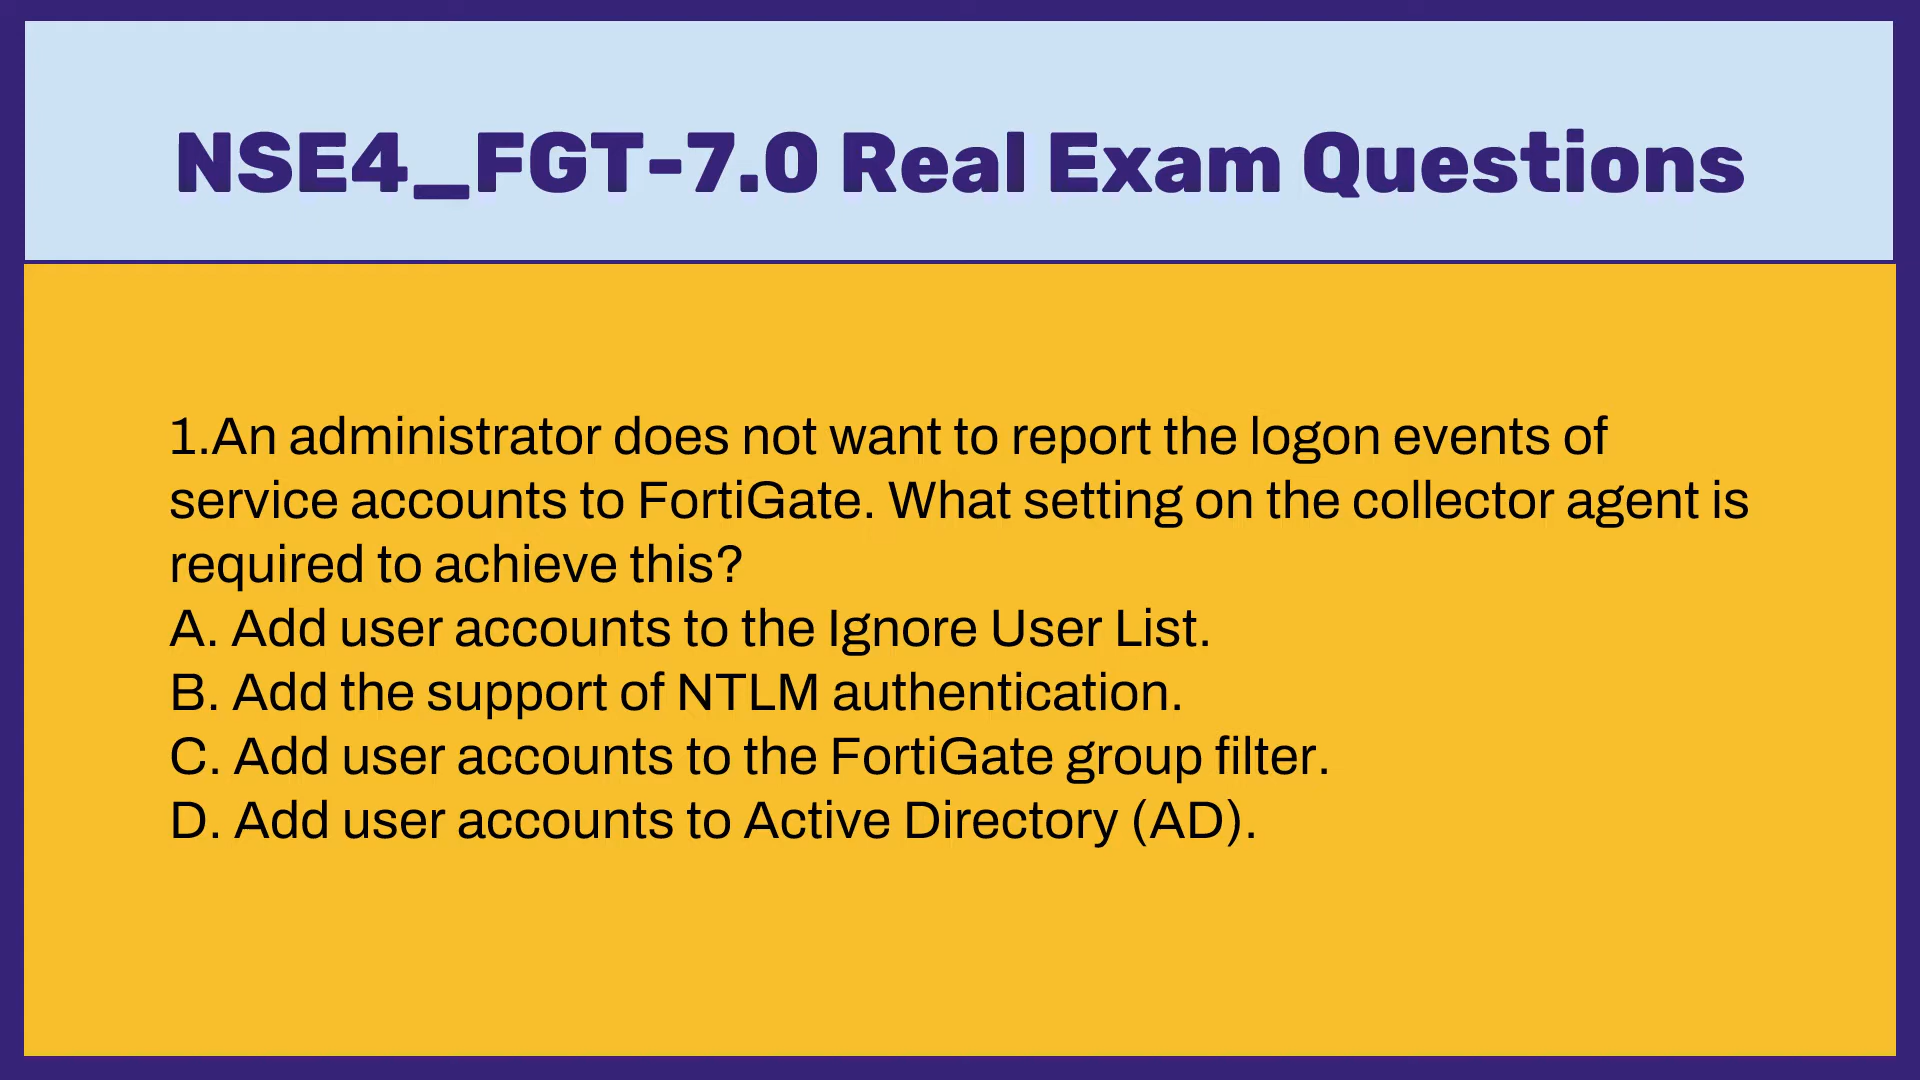 NSE4_FGT-7.0 Real Exam Questions
1.An administrator does not want to report the logon events of
service accounts to FortiGate. What setting on the collector agent is
required to achieve this?
A. Add user accounts to the Ignore User List.
B. Add the support of NTLM authentication.
C. Add user accounts to the FortiGate group filter.
D. Add user accounts to Active Directory (AD).